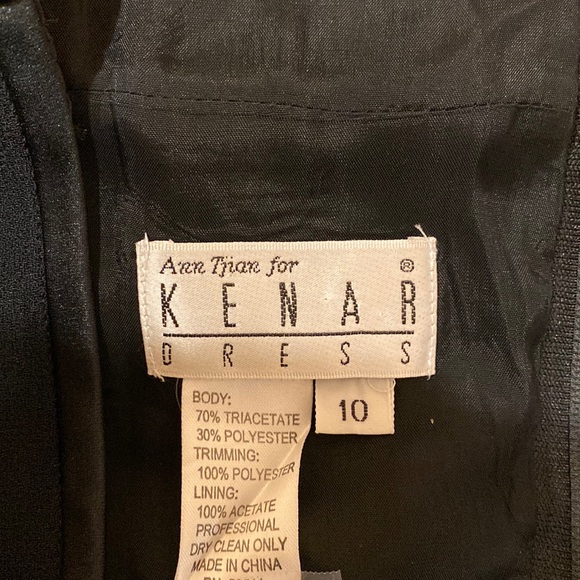 Ann Tjian for ®
KENAR
DRESS
10
BODY:
70% TRIACETATE
30% POLYESTER
TRIMMING:
100% POLYESTER
LINING:
100% ACETATE
PROFESSIONAL
DRY CLEAN ONLY
MADE IN CHINA